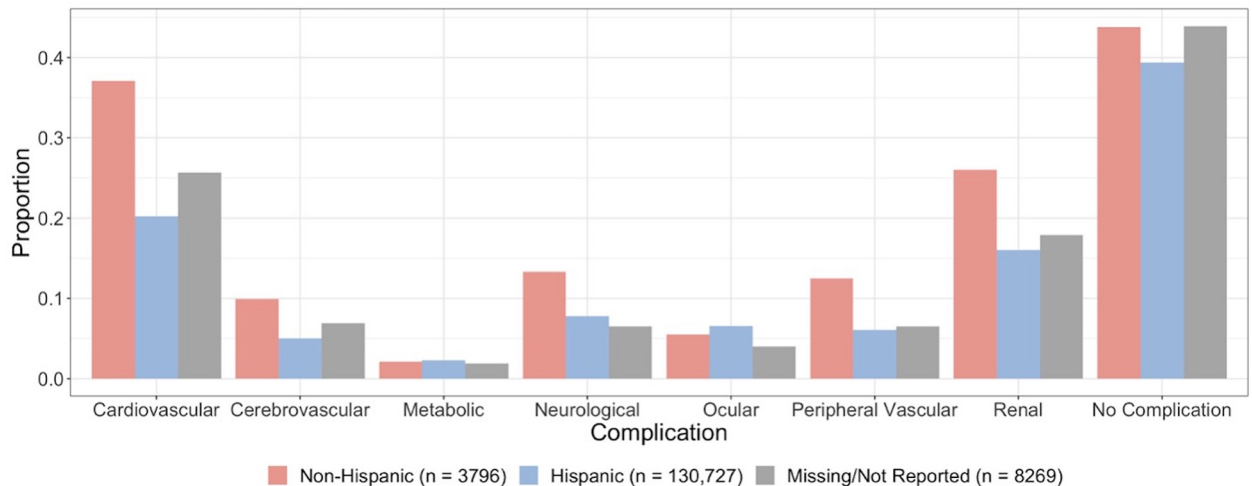 0.4
0.3
0.2
0.1
0.0
Proportion
Cardiovascular Cerebrovascular Metabolic Neurological Ocular Peripheral Vascular Renal No Complication
Complication
Non-Hispanic (n = 3796) Hispanic (n = 130,727) Missing/Not Reported (n = 8269)